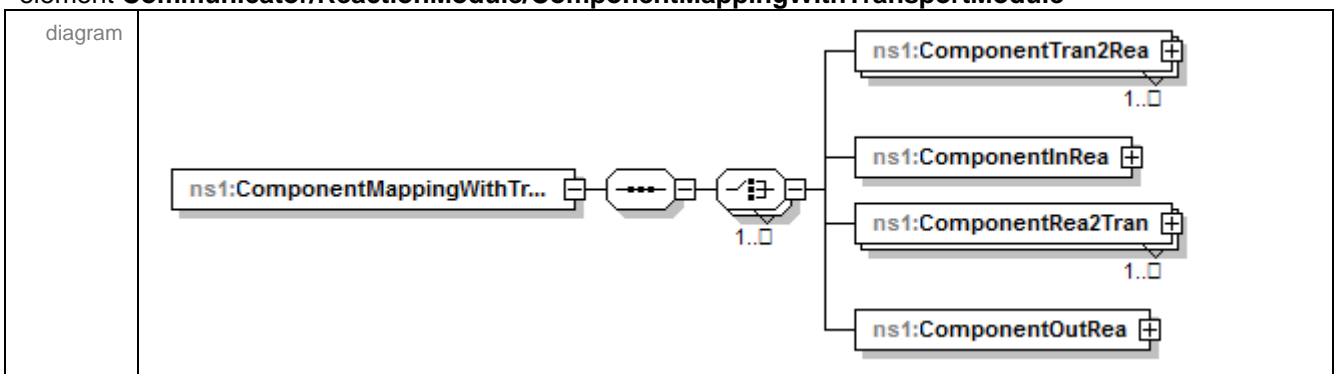 element Communicator/ReactionModule/ComponentMappingWithTransportModule
diagram
ns1:ComponentTran2Rea
1..□
ns1:ComponentInRea
ns1:ComponentMappingWithTr...
1..□
ns1:ComponentRea2Tran
1..□
ns1:ComponentOutRea